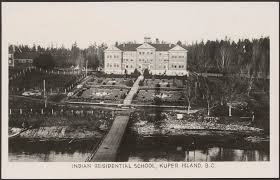 INDIAN RESIDENTIAL SCHOOL, KUPER ISLAND, B.C.